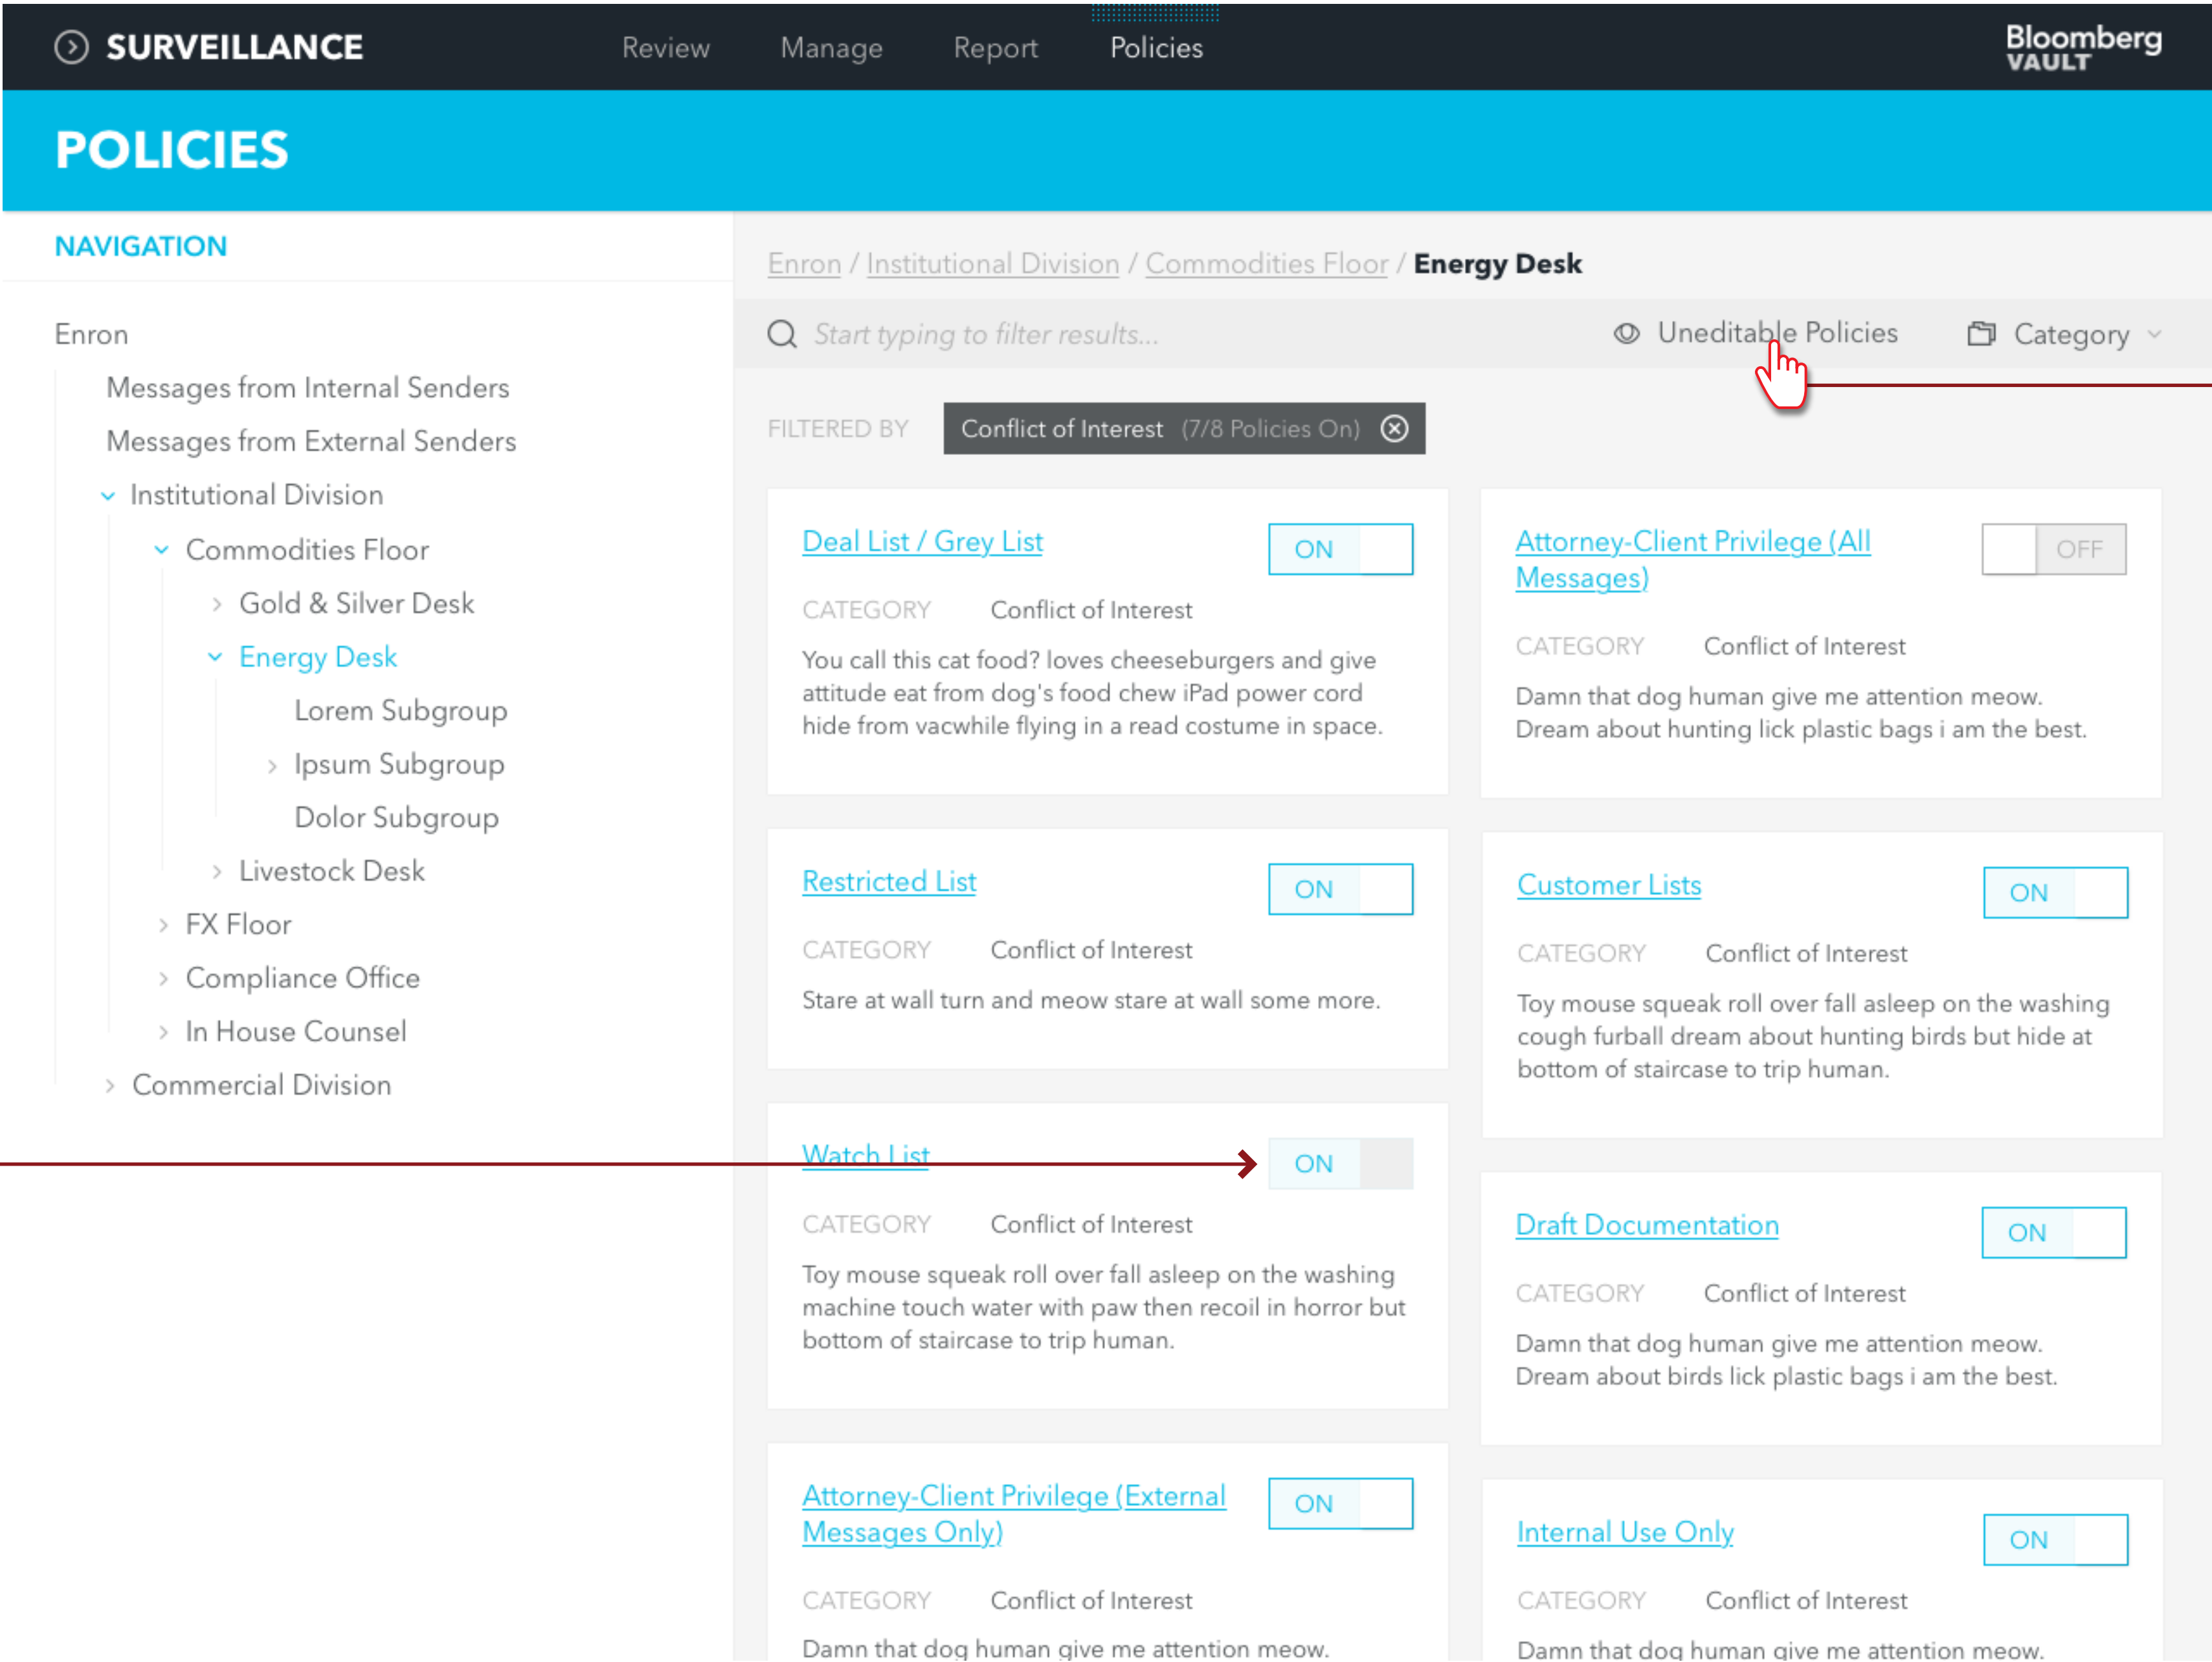 SURVEILLANCE
Review
Manage
Report
Policies
Bloomberg
VAULT
POLICIES
NAVIGATION
Enron
Messages from Internal Senders
Messages from External Senders
Institutional Division
Commodities Floor
Gold & Silver Desk
Energy Desk
Lorem Subgroup
Ipsum Subgroup
Dolor Subgroup
Livestock Desk
FX Floor
Compliance Office
In House Counsel
Commercial Division
Enron / Institutional Division / Commodities Floor / Energy Desk
Start typing to filter results...
Uneditable Policies
Category
FILTERED BY
Conflict of Interest (7/8 Policies On)
Deal List / Grey List
ON
CATEGORY Conflict of Interest
You call this cat food? loves cheeseburgers and give
attitude eat from dog's food chew iPad power cord
hide from vacwhile flying in a read costume in space.
Restricted List
ON
CATEGORY Conflict of Interest
Stare at wall turn and meow stare at wall some more.
Watch List
ON
CATEGORY Conflict of Interest
Toy mouse squeak roll over fall asleep on the washing
machine touch water with paw then recoil in horror but
bottom of staircase to trip human.
Attorney-Client Privilege (External
Messages Only)
ON
CATEGORY Conflict of Interest
Damn that dog human give me attention meow.
Attorney-Client Privilege (All
Messages)
OFF
CATEGORY Conflict of Interest
Damn that dog human give me attention meow.
Dream about hunting lick plastic bags i am the best.
Customer Lists
ON
CATEGORY Conflict of Interest
Toy mouse squeak roll over fall asleep on the washing
cough furball dream about hunting birds but hide at
bottom of staircase to trip human.
Draft Documentation
ON
CATEGORY Conflict of Interest
Damn that dog human give me attention meow.
Dream about birds lick plastic bags i am the best.
Internal Use Only
ON
CATEGORY Conflict of Interest
Damn that dog human give me attention meow.